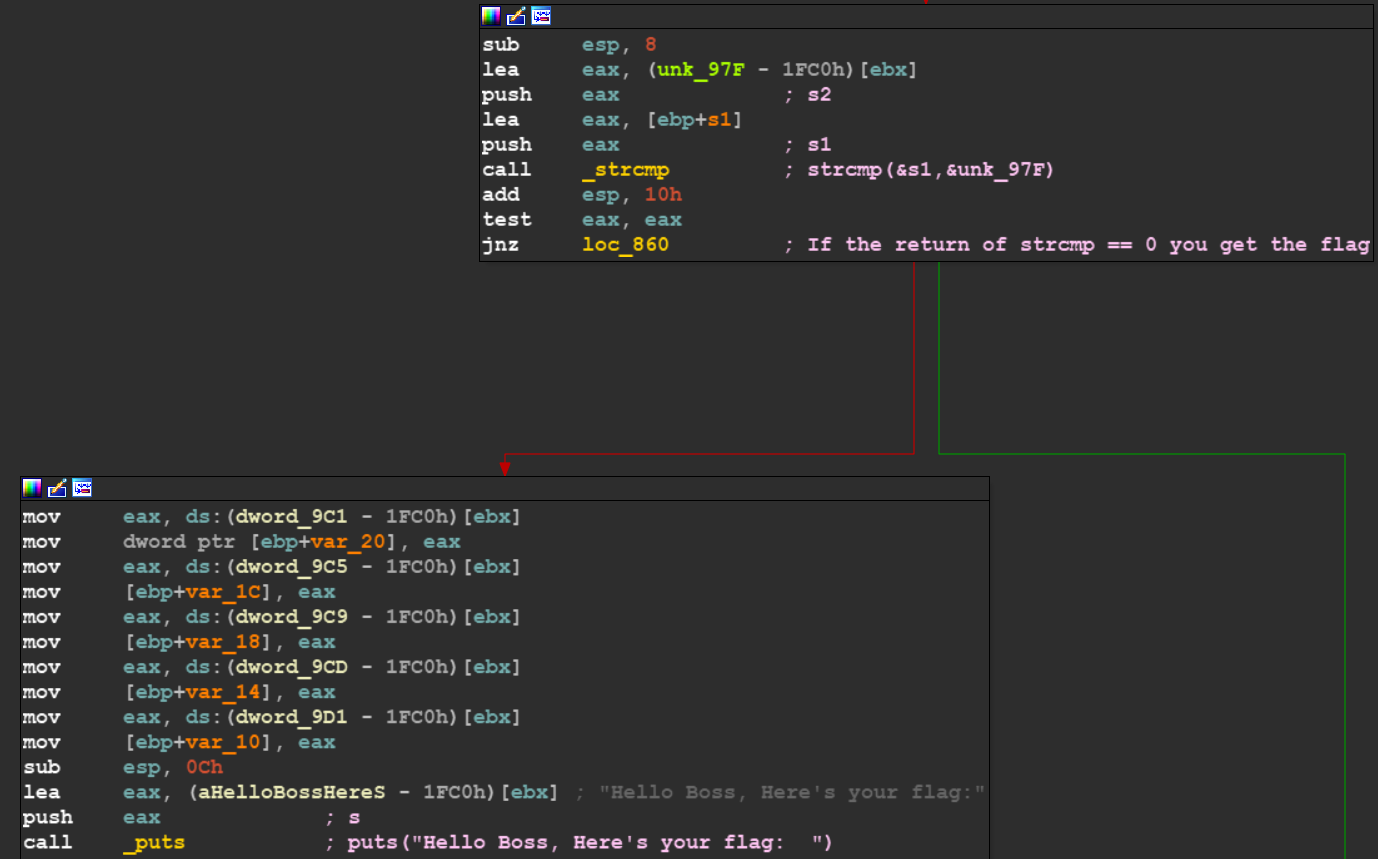 sub esp, 8
lea eax, (unk_97F - 1FC0h)[ebx]
push eax ; s2
lea eax, [ebp+s1]
push eax ; s1
call _strcmp ; strcmp(&s1,&unk_97F)
add esp, 10h
test eax, eax
jnz loc_860 ; If the return of strcmp == 0 you get the flag
mov eax, ds:(dword_9C1 - 1FC0h)[ebx]
mov dword ptr [ebp+var_20], eax
mov eax, ds:(dword_9C5 - 1FC0h)[ebx]
mov [ebp+var_1C], eax
mov eax, ds:(dword_9C9 - 1FC0h)[ebx]
mov [ebp+var_18], eax
mov eax, ds:(dword_9CD - 1FC0h)[ebx]
mov [ebp+var_14], eax
mov eax, ds:(dword_9D1 - 1FC0h)[ebx]
mov [ebp+var_10], eax
sub esp, 0Ch
lea eax, (aHelloBossHereS - 1FC0h)[ebx] ; "Hello Boss, Here's your flag:"
push eax ; s
call _puts ; puts("Hello Boss, Here's your flag:  ")